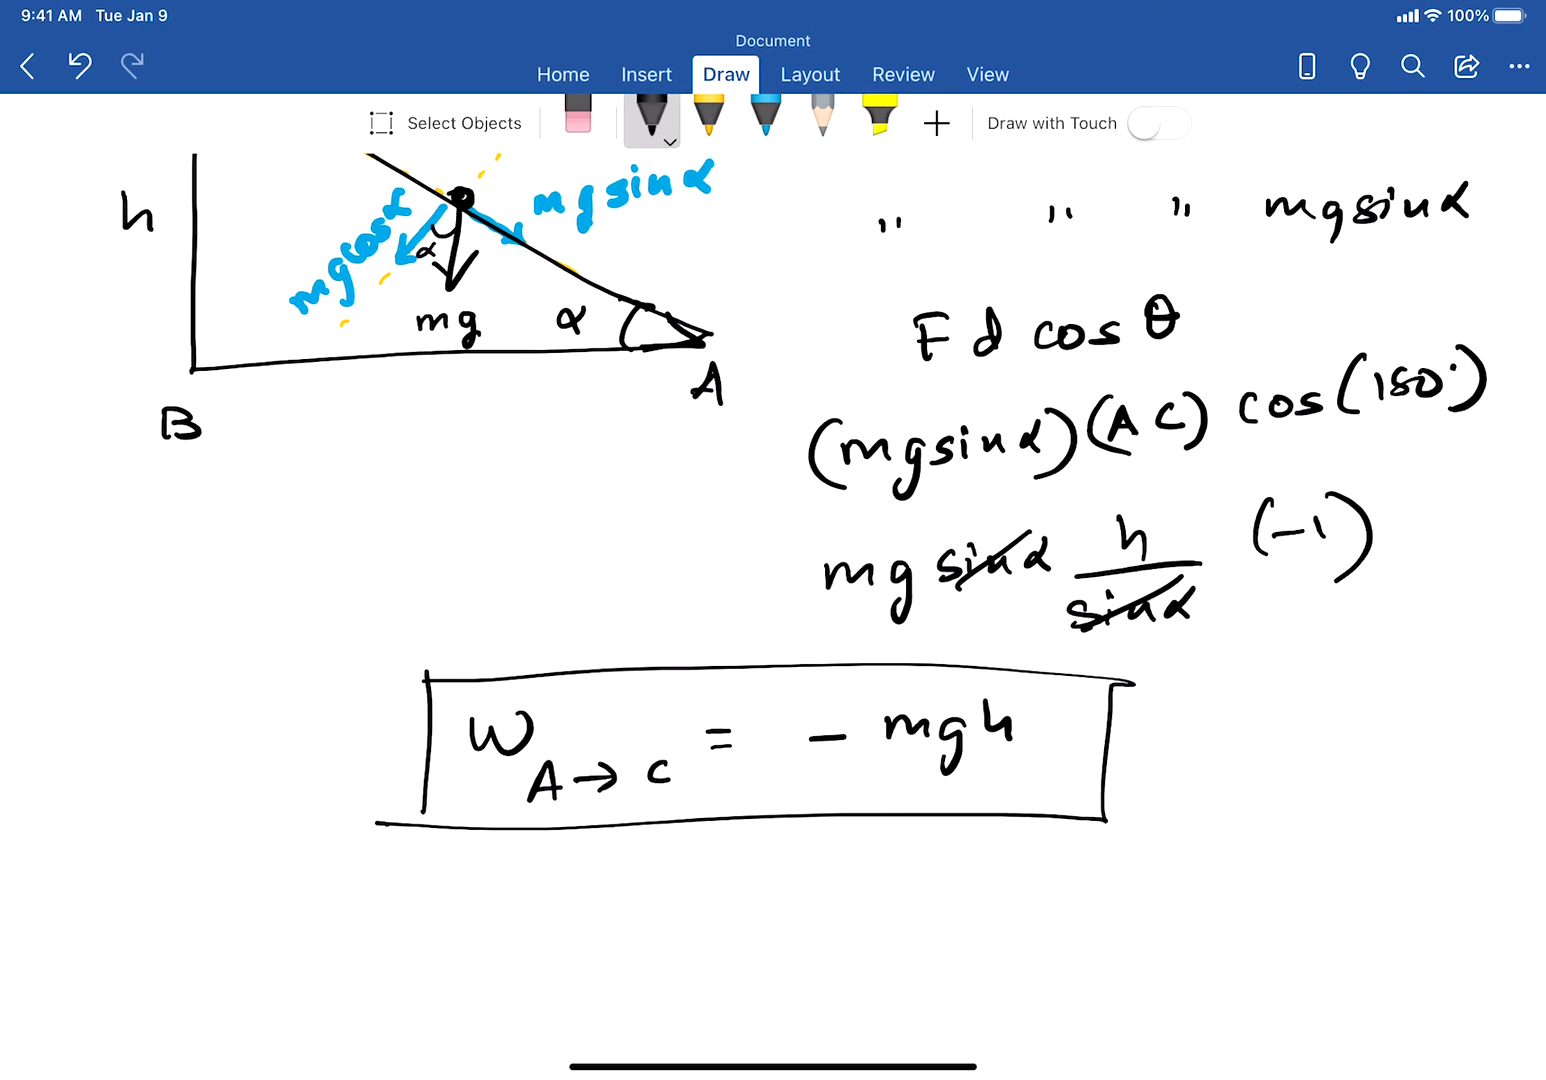 9:41 AM Tue Jan 9
100%
Document
Home Insert Draw Layout Review View
Select Objects
Draw with Touch
h
mg cos α
mg sin α
α
mg
α
B
A
" " " mg sin α
F d cos θ
(mg sin α) (AC) cos (180°)
mg sin α h/sin α (-1)
W A→C = - mgh